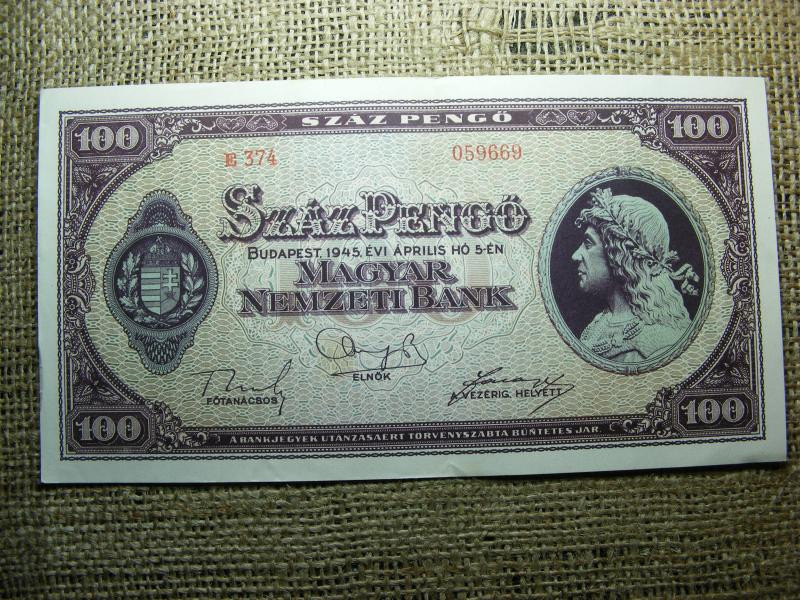 100 SZÁZ PENGŐ 100
E 374 059669
SZÁZ PENGŐ
BUDAPEST, 1945. ÉVI ÁPRILIS HÓ 5-ÉN
MAGYAR
NEMZETI BANK
ELNÖK
FŐTANÁCSOS
VEZÉRIG. HELYETT
100 100
A BANKJEGYEK UTÁNZÁSÁÉRT TÖRVÉNYSZABTA BÜNTETÉS JÁR.